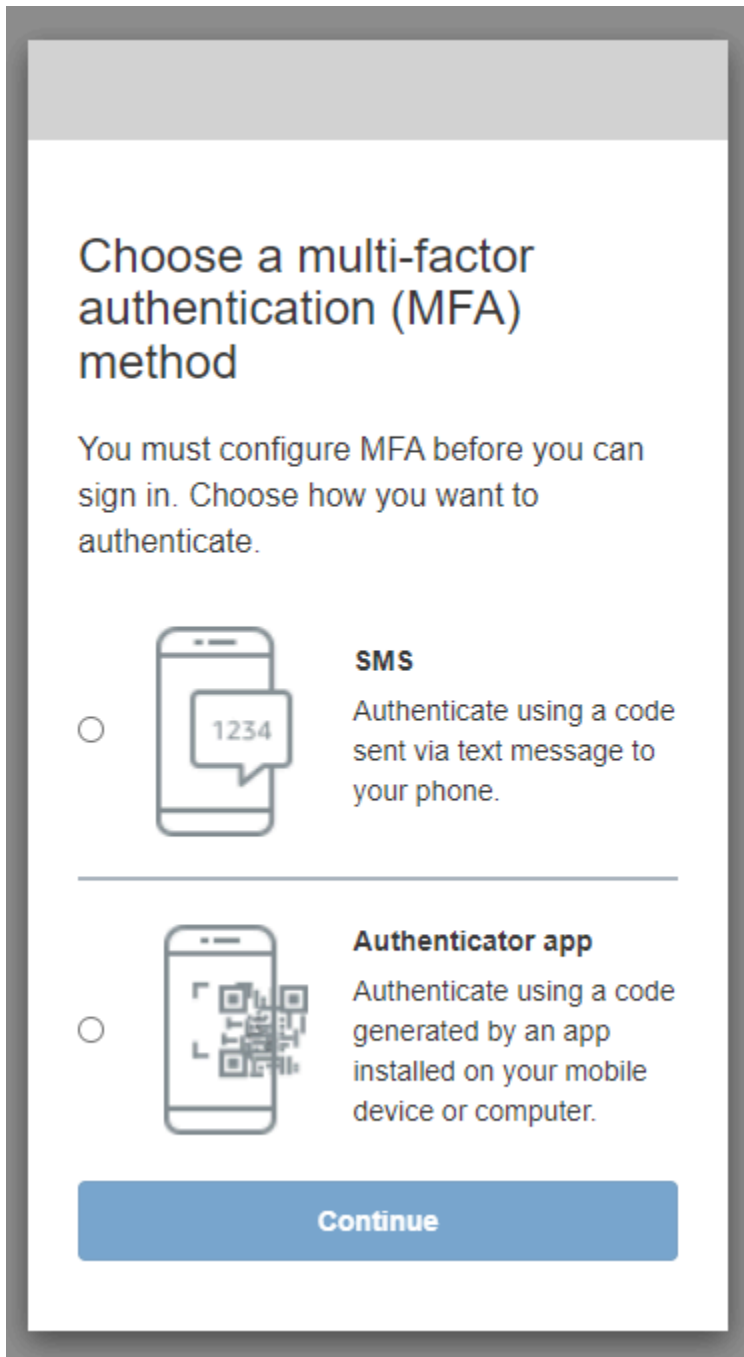 Choose a multi-factor
authentication (MFA)
method
You must configure MFA before you can
sign in. Choose how you want to
authenticate.
1234
SMS
Authenticate using a code
sent via text message to
your phone.
Authenticator app
Authenticate using a code
generated by an app
installed on your mobile
device or computer.
Continue